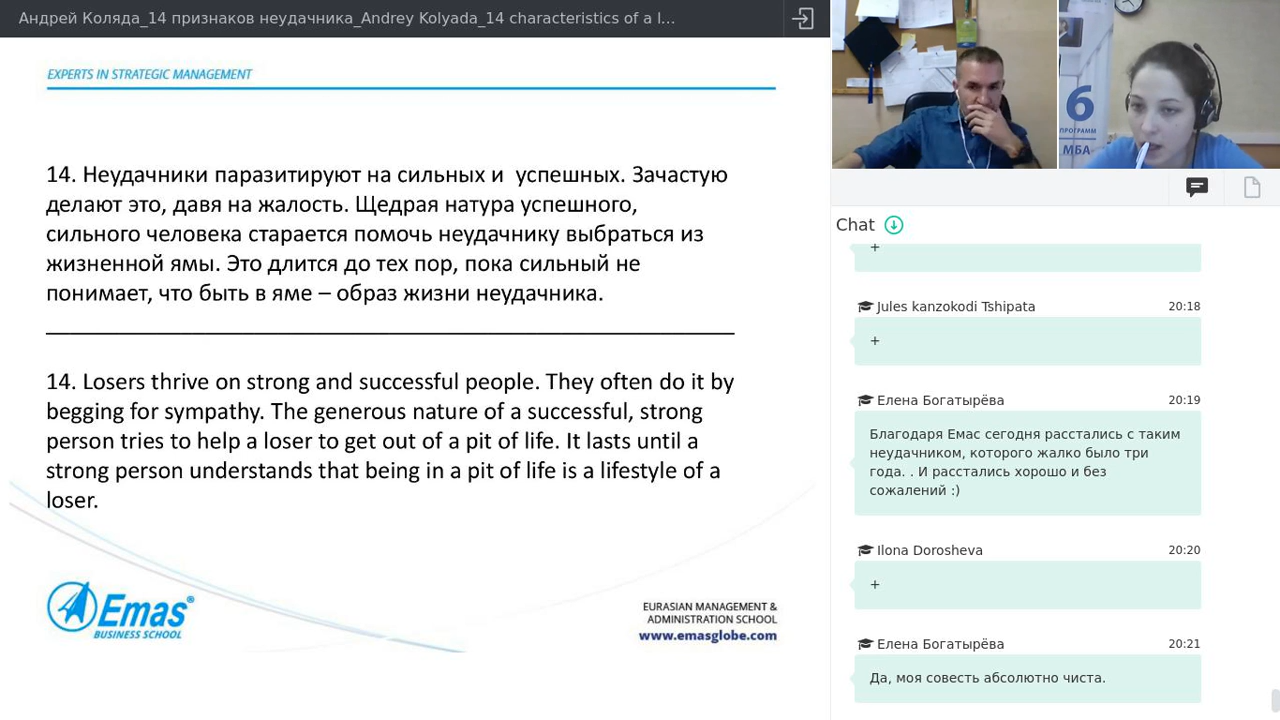 Андрей Коляда_14 признаков неудачника_Andrey Kolyada_14 characteristics of a l...
EXPERTS IN STRATEGIC MANAGEMENT
14. Неудачники паразитируют на сильных и  успешных. Зачастую
делают это, давя на жалость. Щедрая натура успешного,
сильного человека старается помочь неудачнику выбраться из
жизненной ямы. Это длится до тех пор, пока сильный не
понимает, что быть в яме – образ жизни неудачника.
14. Losers thrive on strong and successful people. They often do it by
begging for sympathy. The generous nature of a successful, strong
person tries to help a loser to get out of a pit of life. It lasts until a
strong person understands that being in a pit of life is a lifestyle of a
loser.
Emas®
BUSINESS SCHOOL
EURASIAN MANAGEMENT &
ADMINISTRATION SCHOOL
www.emasglobe.com
6
ПРОГРАММ
МБА
Chat
+
Jules kanzokodi Tshipata 20:18
+
Елена Богатырёва 20:19
Благодаря Емас сегодня расстались с таким
неудачником, которого жалко было три
года. . И расстались хорошо и без
сожалений :)
Ilona Dorosheva 20:20
+
Елена Богатырёва 20:21
Да, моя совесть абсолютно чиста.